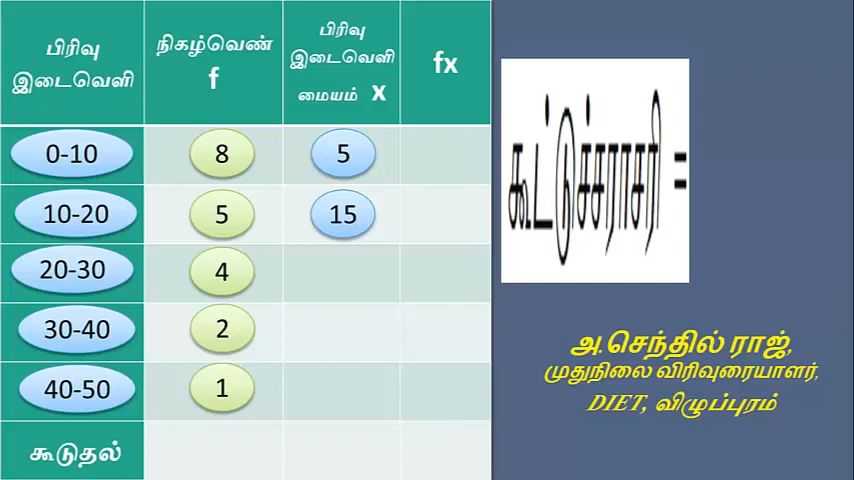 பிரிவு
இடைவெளி
நிகழ்வெண்
f
பிரிவு
இடைவெளி
மையம் x
fx
0-10
8
5
10-20
5
15
20-30
4
30-40
2
40-50
1
கூடுதல்
கூட்டுச்சராசரி =
அ.செந்தில் ராஜ்,
முதுநிலை விரிவுரையாளர்,
DIET, விழுப்புரம்